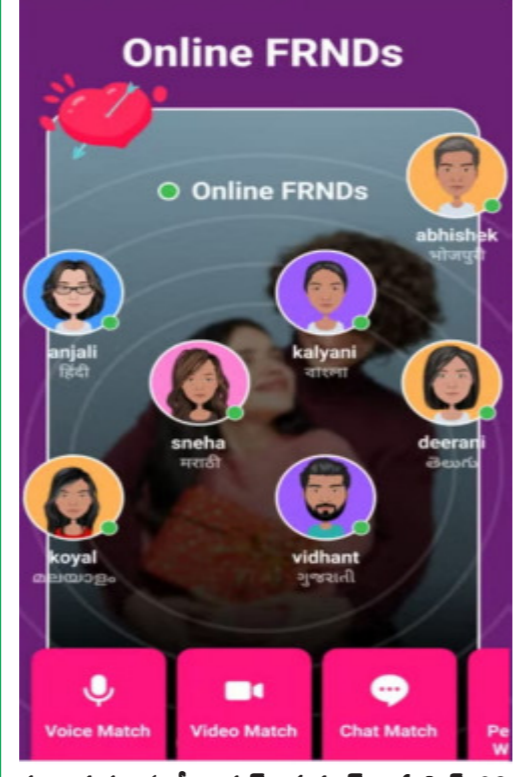 Online FRNDs
Online FRNDs
abhishek
भोजपुरी
anjali
हिंदी
kalyani
বাংলা
sneha
मराठी
deerani
తెలుగు
koyal
മലയാളം
vidhant
ગુજરાતી
Voice Match
Video Match
Chat Match
Pe
W